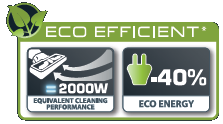 ECO EFFICIENT*
= 2000W
EQUIVALENT CLEANING
PERFORMANCE
-40%
ECO ENERGY